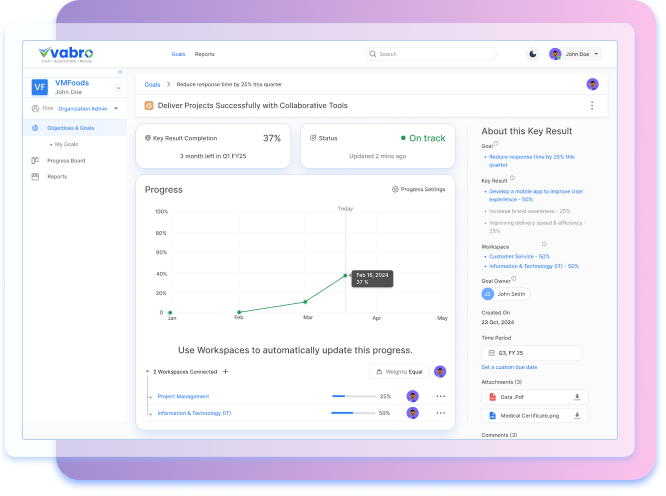 vabro
Goals Reports
Search
John Doe
VF
VMFoods
John Doe
Role Organization Admin
Objectives & Goals
• My Goals
Progress Board
Reports
Goals > Reduce response time by 25% this quarter
Deliver Projects Successfully with Collaborative Tools
Key Result Completion 37%
3 month left in Q1 FY25
Status On track
Updated 2 mins ago
Progress
Progress Settings
Today
100%
80%
60%
40%
20%
0
Feb 16, 2024
37 %
Jan Feb Mar Apr May
Use Workspaces to automatically update this progress.
2 Workspaces Connected +
Weights: Equal
Project Management 25%
Information & Technology (IT) 50%
About this Key Result
Goal
• Reduce response time by 25% this
quarter
Key Result
• Develop a mobile app to improve User
experience - 50%
• Increase brand awareness - 25%
• Improving delivery speed & efficiency -
25%
Workspace
• Customer Service - 50%
• Information & Technology (IT) - 50%
Goal Owner
JS John Smith
Created On
23 Oct, 2024
Time Period
Q3, FY 25
Set a custom due date
Attachments (3)
Data .Pdf
Medical Certificate.png
Comments (3)